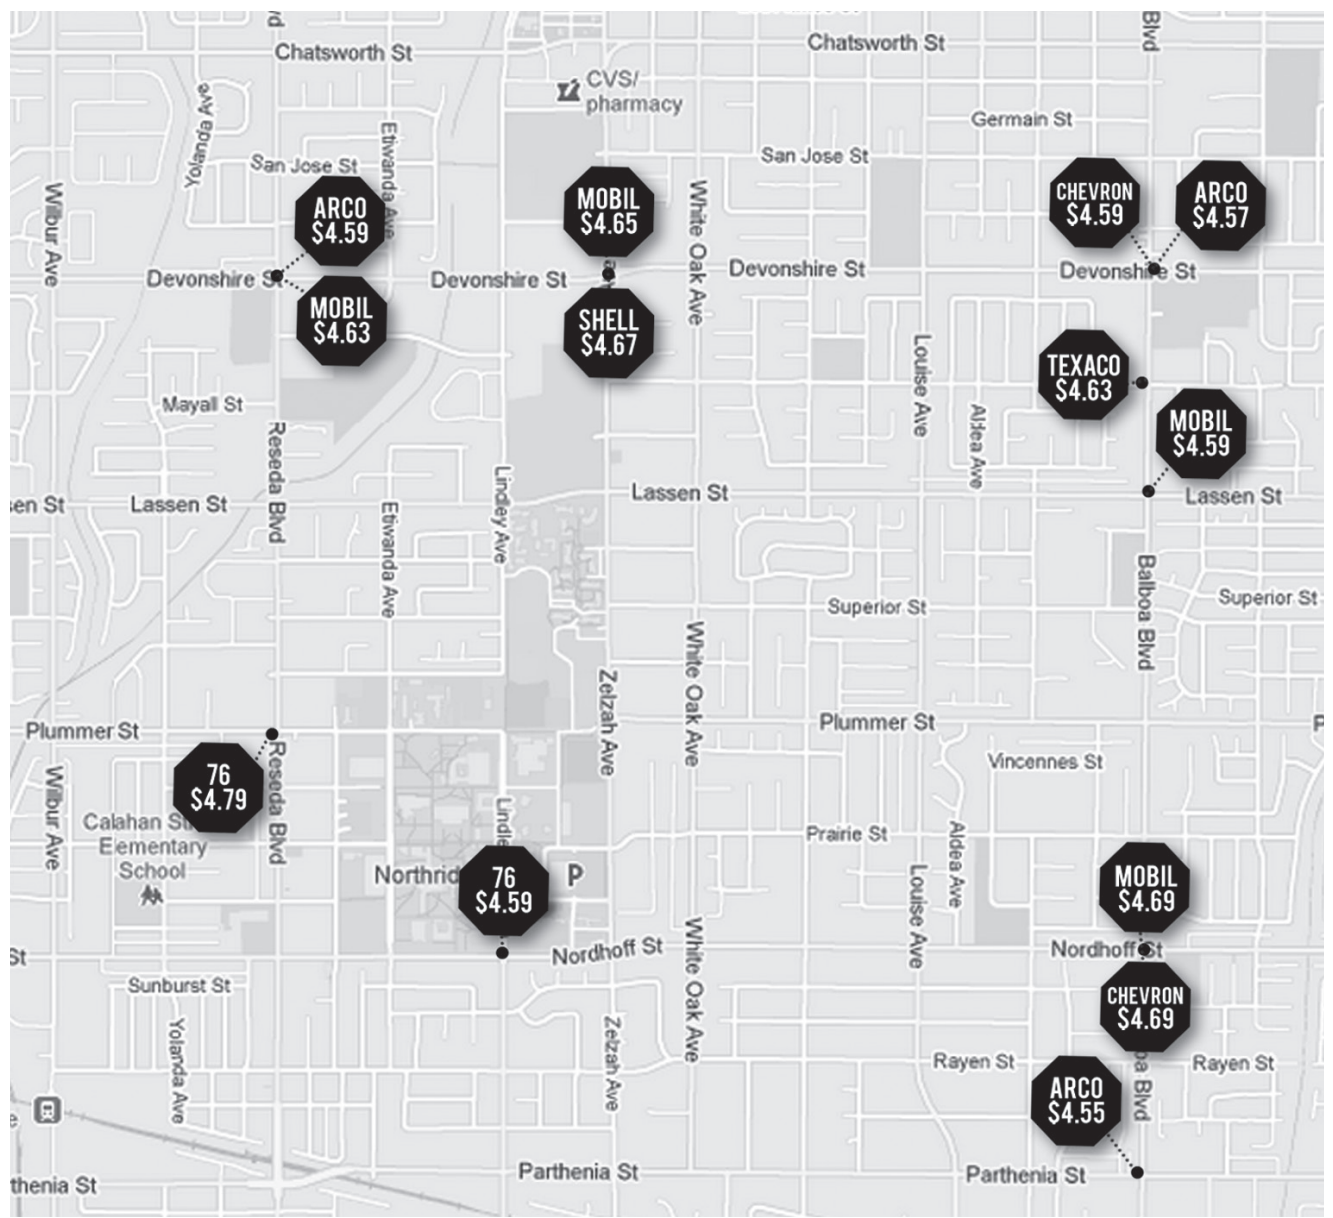 vd
Blvd
Chatsworth St
Chatsworth St
CVS/
pharmacy
Yolanda Ave
Etiwanda Ave
Germain St
San Jose St
San Jose St
Wilbur Ave
White Oak Ave
ARCO
$4.59
MOBIL
$4.65
CHEVRON
$4.59
ARCO
$4.57
Devonshire St
Devonshire St
Devonshire St
Devonshire St
MOBIL
$4.63
SHELL
$4.67
TEXACO
$4.63
Louise Ave
Mayall St
Aldea Ave
MOBIL
$4.59
Reseda Blvd
Lindley Ave
sen St
Lassen St
Lassen St
Lassen St
Etiwanda Ave
Balboa Blvd
Superior St
Superior St
White Oak Ave
Zelzah Ave
Plummer St
Plummer St
P
Vincennes St
76
$4.79
Reseda Blvd
Wilbur Ave
Calahan St
Elementary
School
Lindle
Prairie St
Aldea Ave
Northrid
76
$4.59
P
Louise Ave
MOBIL
$4.69
White Oak Ave
St
Nordhoff St
Nordhoff St
Sunburst St
CHEVRON
$4.69
Yolanda Ave
Zelzah Ave
Rayen St
oa Blvd
Rayen St
ARCO
$4.55
e
thenia St
Parthenia St
Parthenia St